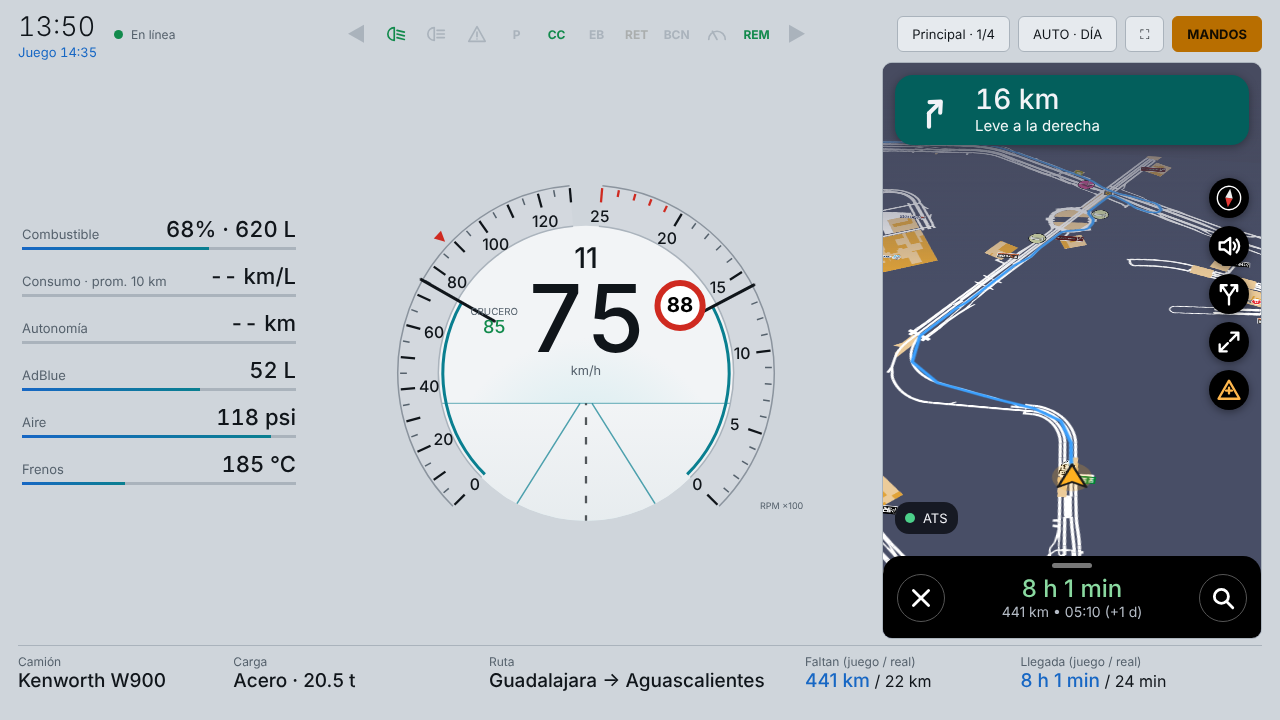 13:50
Juego 14:35
En línea
P CC EB RET BCN REM
Principal · 1/4
AUTO · DÍA
MANDOS
Combustible 68% · 620 L
Consumo · prom. 10 km -- km/L
Autonomía -- km
AdBlue 52 L
Aire 118 psi
Frenos 185 °C
0 20 40 60 80 100 120
0 5 10 15 20 25
RPM ×100
11
75
km/h
CRUCERO
85
88
16 km
Leve a la derecha
ATS
8 h 1 min
441 km • 05:10 (+1 d)
Camión
Kenworth W900
Carga
Acero · 20.5 t
Ruta
Guadalajara → Aguascalientes
Faltan (juego / real)
441 km / 22 km
Llegada (juego / real)
8 h 1 min / 24 min